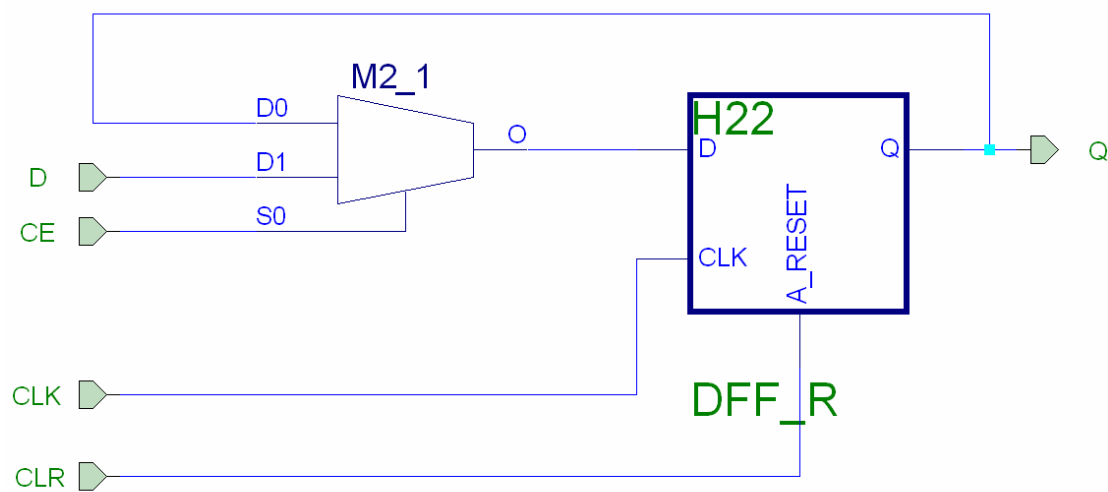 M2_1
D0
H22
O
D
Q
Q
D1
D
S0
CE
A_RESET
CLK
CLK
DFF_R
CLR